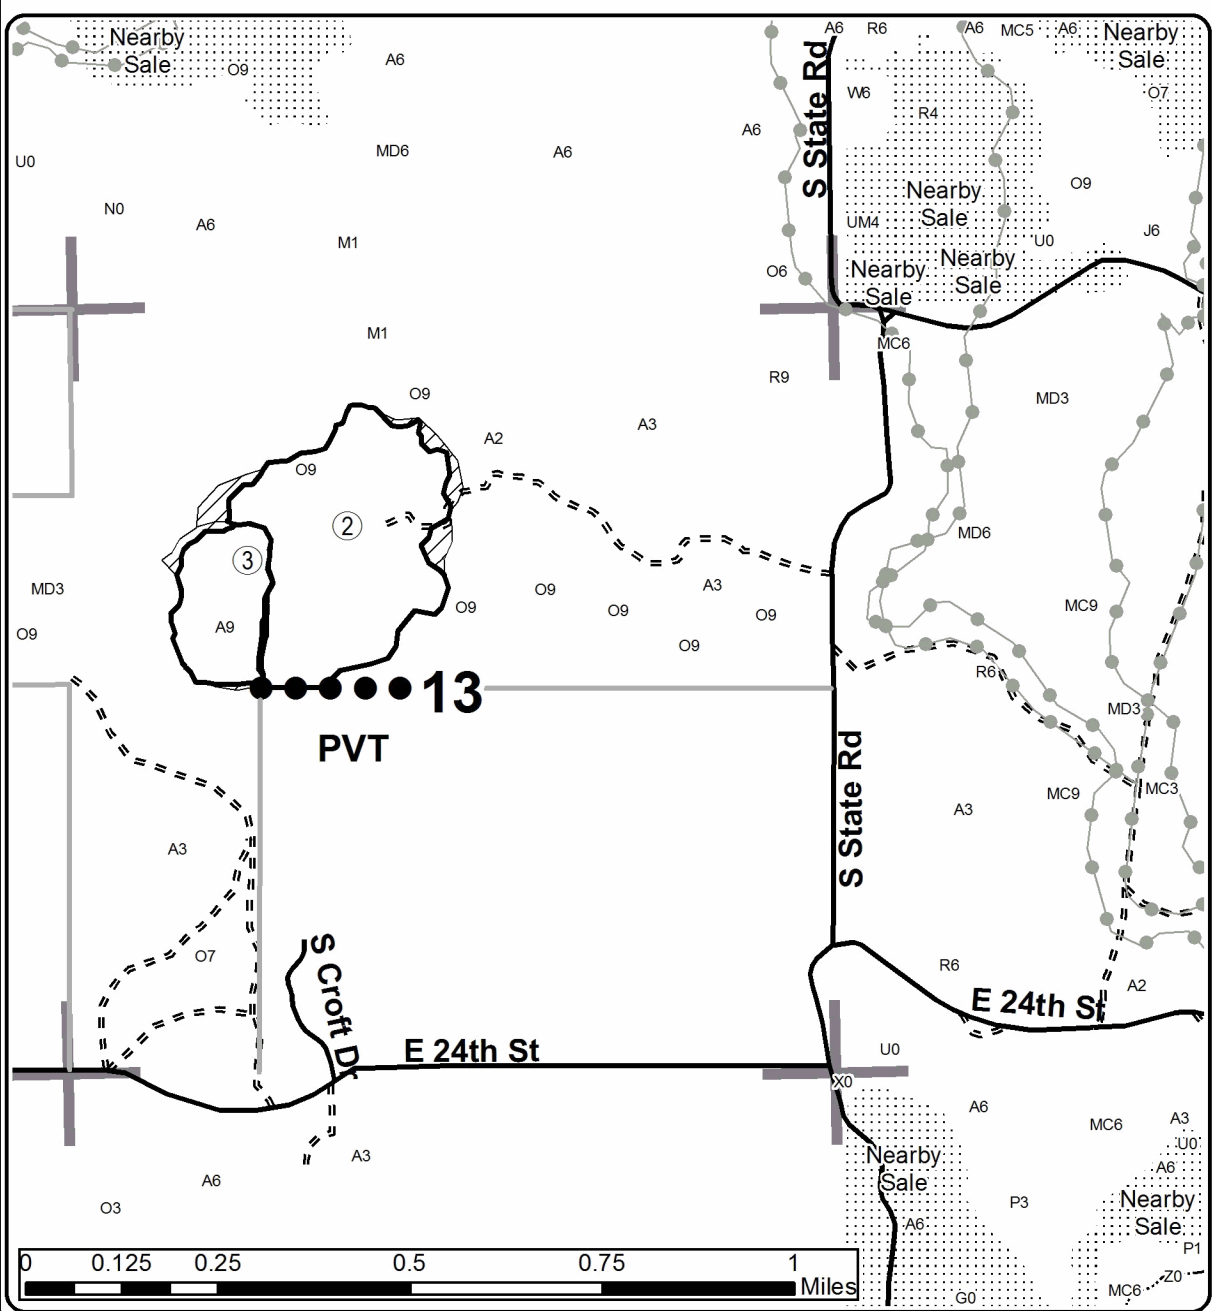 A6
R6
A6
MC5
A6
Nearby
Sale
Nearby
Sale
O9
A6
S State Rd
W6
O7
R4
A6
MD6
A6
U0
O9
Nearby
Sale
N0
A6
UM4
J6
M1
U0
Nearby
Sale
O6
Nearby
Sale
M1
MC6
R9
O9
MD3
A3
A2
O9
2
MD6
3
MD3
O9
A3
MC9
O9
O9
O9
A9
O9
O9
R6
13
MD3
PVT
S State Rd
MC3
MC9
A3
A3
S Croft Dr
O7
R6
A2
E 24th St
E 24th St
U0
X0
A6
MC6
A3
U0
Nearby
Sale
A3
A6
A6
Nearby
Sale
P3
O3
A6
P1
0 0.125 0.25 0.5 0.75 1
Miles
Z0
MC6
G0